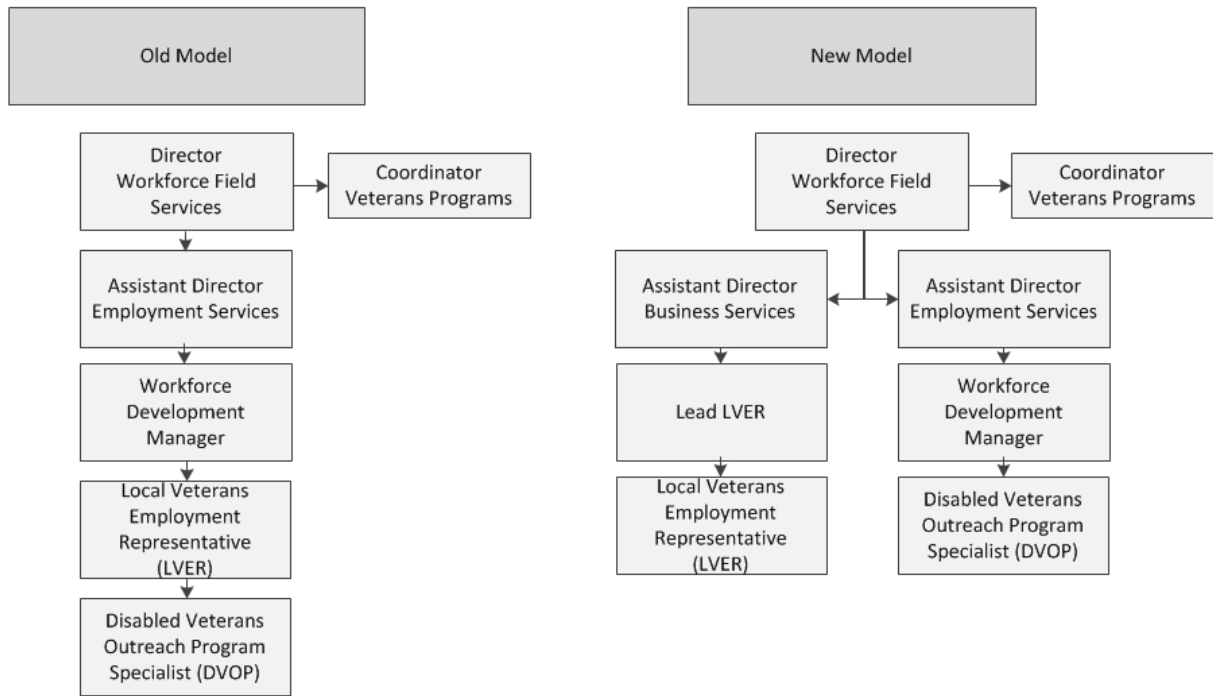 Old Model
Director
Workforce Field
Services
Coordinator
Veterans Programs
Assistant Director
Employment Services
Workforce
Development
Manager
Local Veterans
Employment
Representative
(LVER)
Disabled Veterans
Outreach Program
Specialist (DVOP)
New Model
Director
Workforce Field
Services
Coordinator
Veterans Programs
Assistant Director
Business Services
Assistant Director
Employment Services
Lead LVER
Workforce
Development
Manager
Local Veterans
Employment
Representative
(LVER)
Disabled Veterans
Outreach Program
Specialist (DVOP)